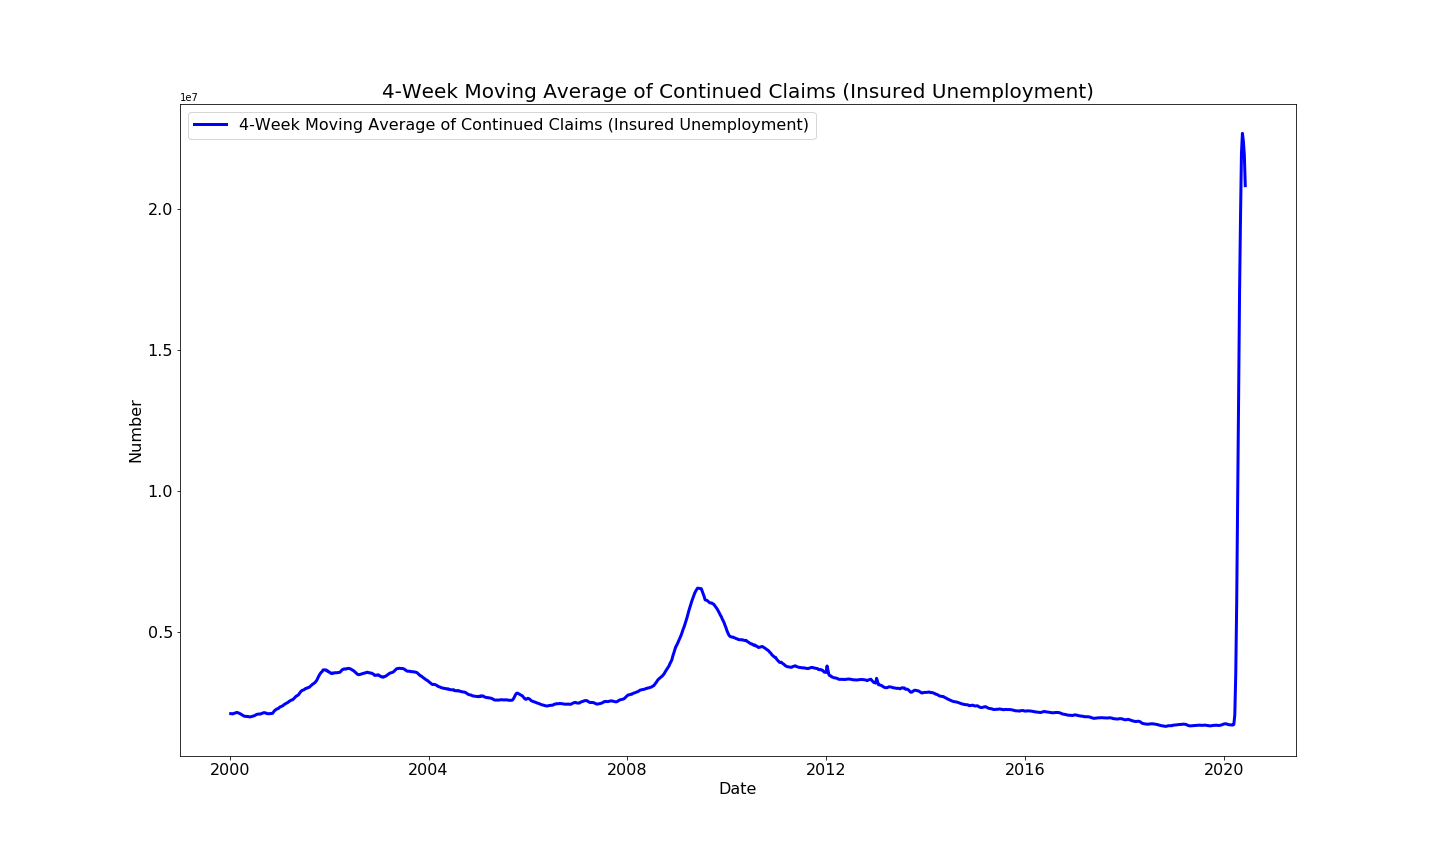 4-Week Moving Average of Continued Claims (Insured Unemployment)
1e7
4-Week Moving Average of Continued Claims (Insured Unemployment)
2.0
1.5
1.0
0.5
Number
2000 2004 2008 2012 2016 2020
Date